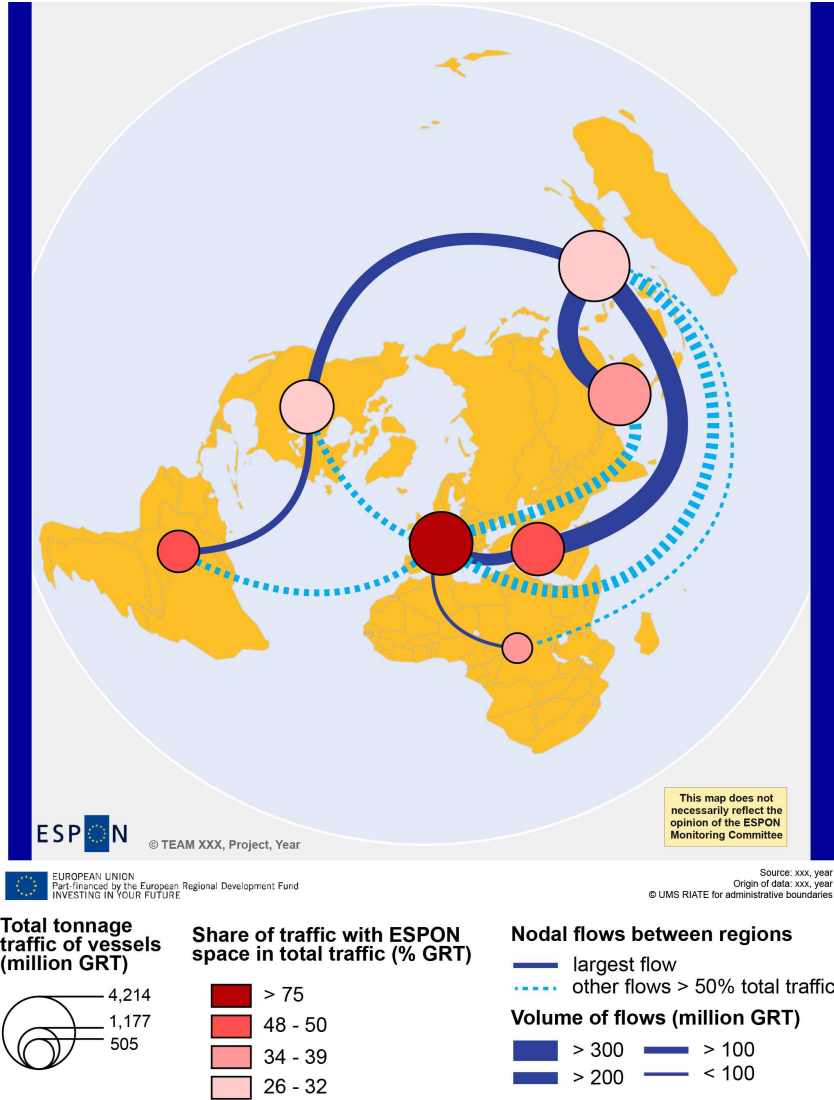 This map does not
necessarily reflect the
opinion of the ESPON
Monitoring Committee
ESPON
© TEAM XXX, Project, Year
EUROPEAN UNION
Part-financed by the European Regional Development Fund
INVESTING IN YOUR FUTURE
Source: xxx, year
Origin of data: xxx, year
© UMS RIATE for administrative boundaries
Total tonnage
traffic of vessels
(million GRT)
4,214
1,177
505
Share of traffic with ESPON
space in total traffic (% GRT)
> 75
48 - 50
34 - 39
26 - 32
Nodal flows between regions
largest flow
other flows > 50% total traffic
Volume of flows (million GRT)
> 300
> 100
> 200
< 100